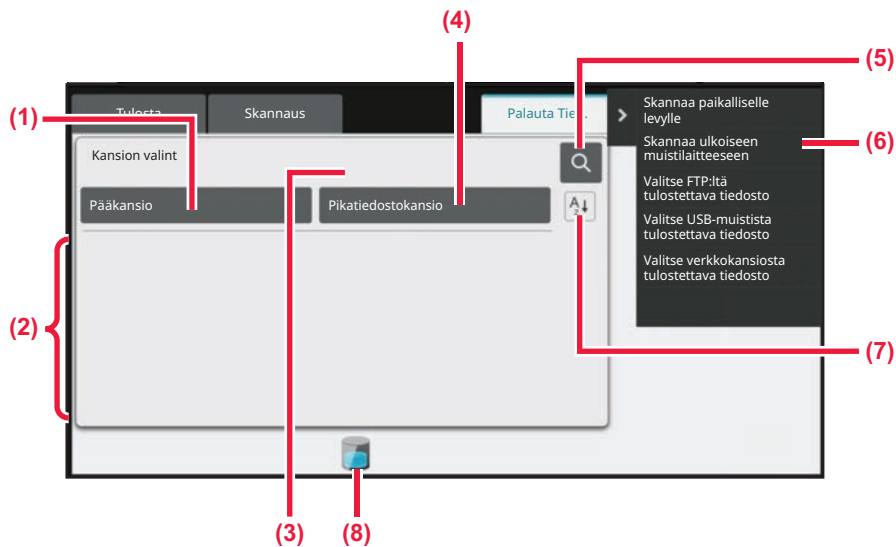 (4)
(5)
Tulosta
Skannaus
Palauta Tied.
Skannaa paikalliselle
levylle
(1)
Skannaa ulkoiseen
muistilaitteeseen
(6)
Kansion valint
Valitse FTP:ltä
tulostettava tiedosto
Pääkansio
Pikatiedostokansio
A
Z
Valitse USB-muistista
tulostettava tiedosto
Valitse verkkokansiosta
tulostettava tiedosto
(2)
(7)
(3)
(8)